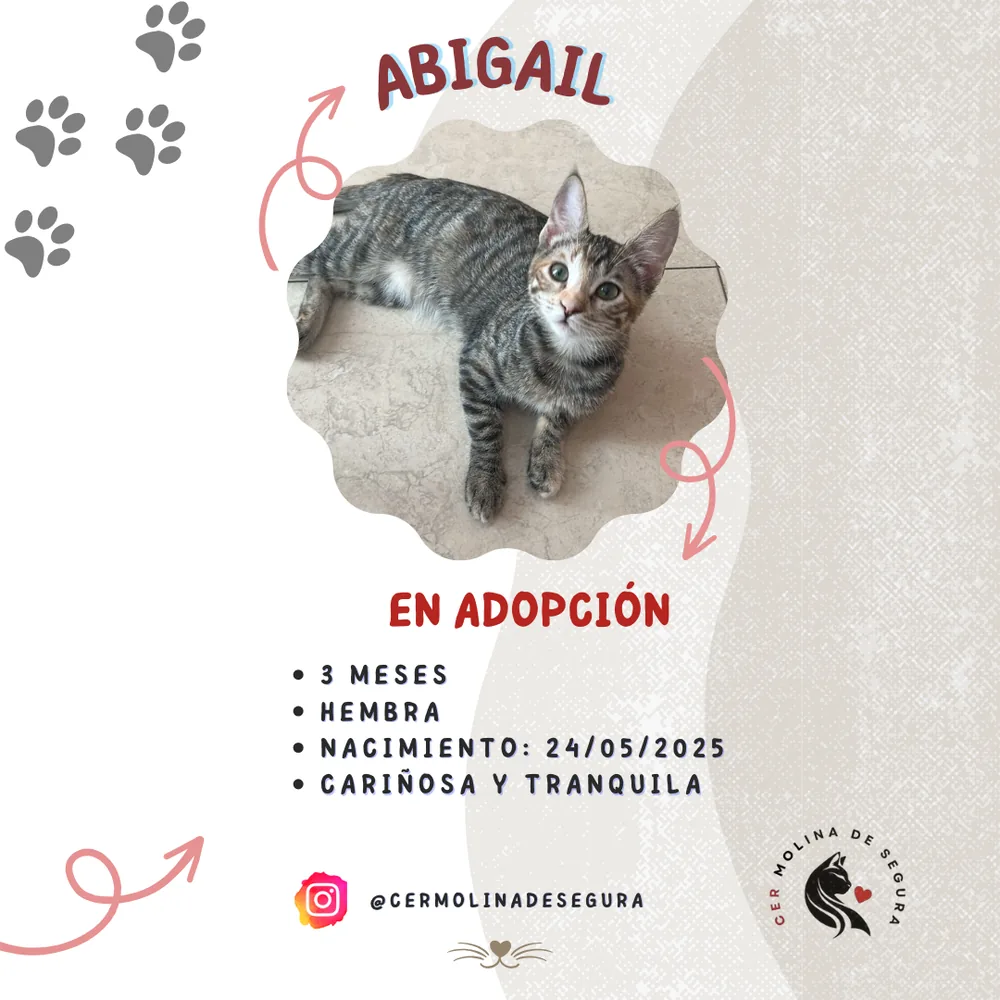 ABIGAIL
EN ADOPCIÓN
• 3 MESES
• HEMBRA
• NACIMIENTO: 24/05/2025
• CARIÑOSA Y TRANQUILA
@CERMOLINADESEGURA
CER MOLINA DE SEGURA